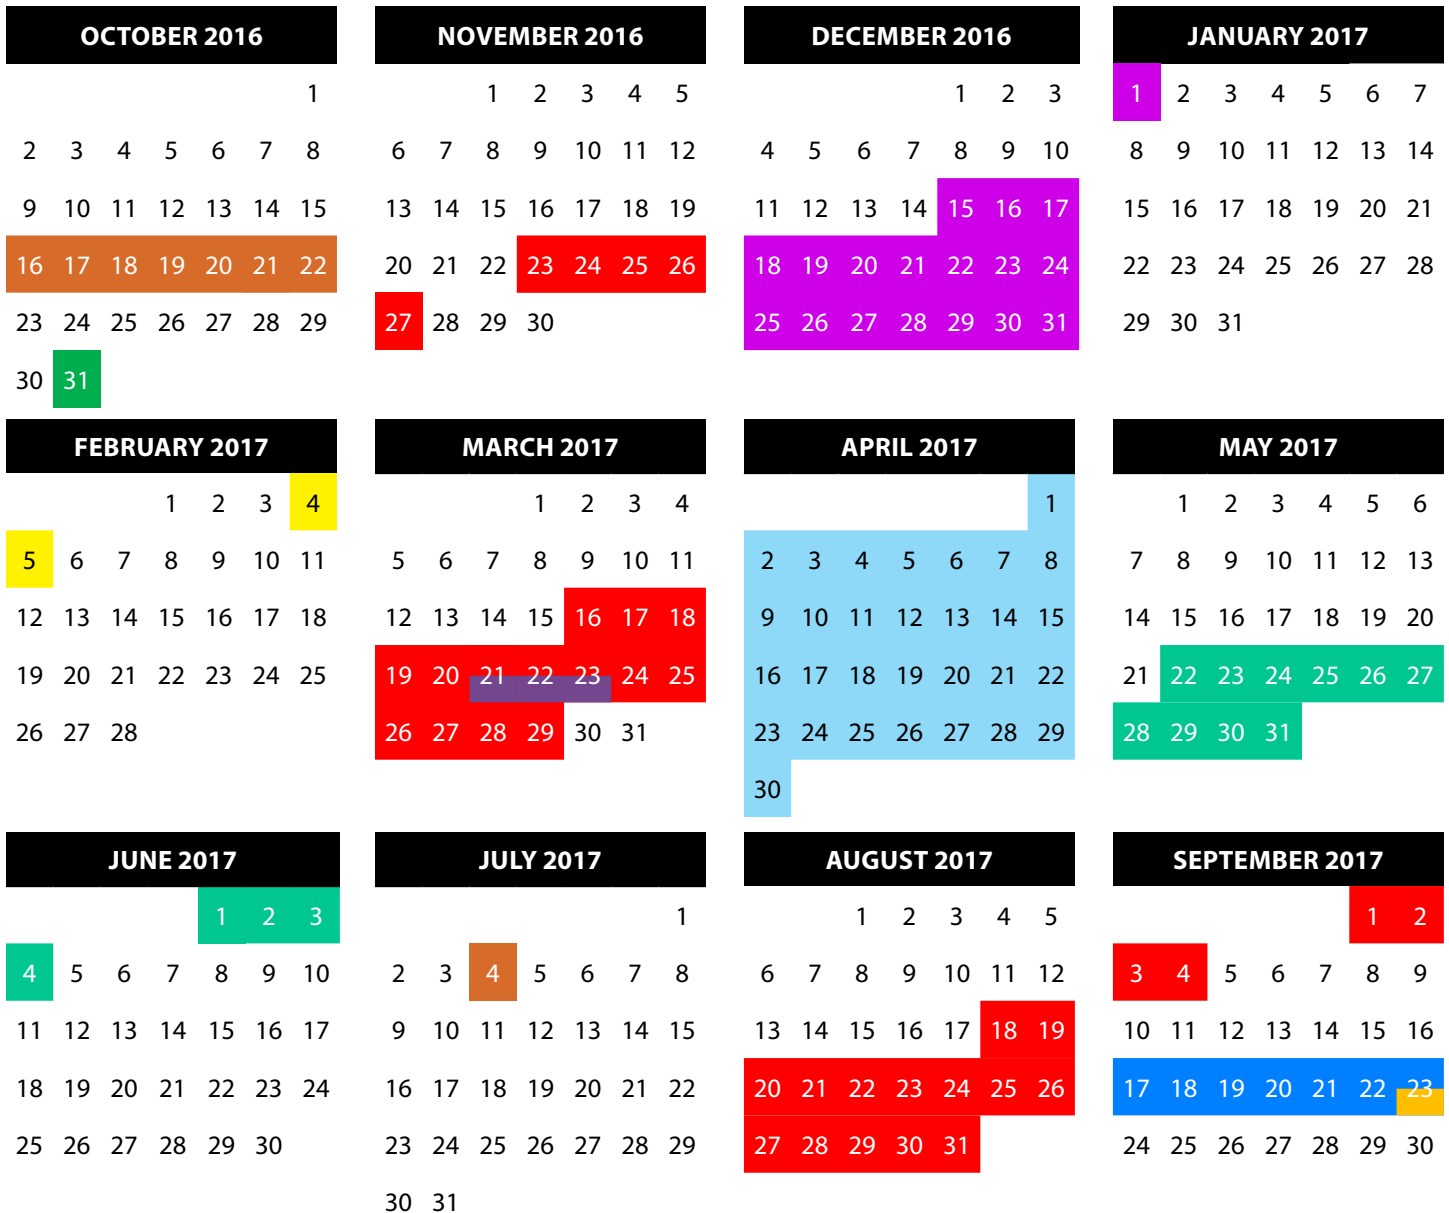 OCTOBER 2016
1
2 3 4 5 6 7 8
9 10 11 12 13 14 15
16 17 18 19 20 21 22
23 24 25 26 27 28 29
30 31
NOVEMBER 2016
1 2 3 4 5
6 7 8 9 10 11 12
13 14 15 16 17 18 19
20 21 22 23 24 25 26
27 28 29 30
DECEMBER 2016
1 2 3
4 5 6 7 8 9 10
11 12 13 14 15 16 17
18 19 20 21 22 23 24
25 26 27 28 29 30 31
JANUARY 2017
1 2 3 4 5 6 7
8 9 10 11 12 13 14
15 16 17 18 19 20 21
22 23 24 25 26 27 28
29 30 31
FEBRUARY 2017
1 2 3 4
5 6 7 8 9 10 11
12 13 14 15 16 17 18
19 20 21 22 23 24 25
26 27 28
MARCH 2017
1 2 3 4
5 6 7 8 9 10 11
12 13 14 15 16 17 18
19 20 21 22 23 24 25
26 27 28 29 30 31
APRIL 2017
1
2 3 4 5 6 7 8
9 10 11 12 13 14 15
16 17 18 19 20 21 22
23 24 25 26 27 28 29
30
MAY 2017
1 2 3 4 5 6
7 8 9 10 11 12 13
14 15 16 17 18 19 20
21 22 23 24 25 26 27
28 29 30 31
JUNE 2017
1 2 3
4 5 6 7 8 9 10
11 12 13 14 15 16 17
18 19 20 21 22 23 24
25 26 27 28 29 30
JULY 2017
1
2 3 4 5 6 7 8
9 10 11 12 13 14 15
16 17 18 19 20 21 22
23 24 25 26 27 28 29
30 31
AUGUST 2017
1 2 3 4 5
6 7 8 9 10 11 12
13 14 15 16 17 18 19
20 21 22 23 24 25 26
27 28 29 30 31
SEPTEMBER 2017
1 2
3 4 5 6 7 8 9
10 11 12 13 14 15 16
17 18 19 20 21 22 23
24 25 26 27 28 29 30